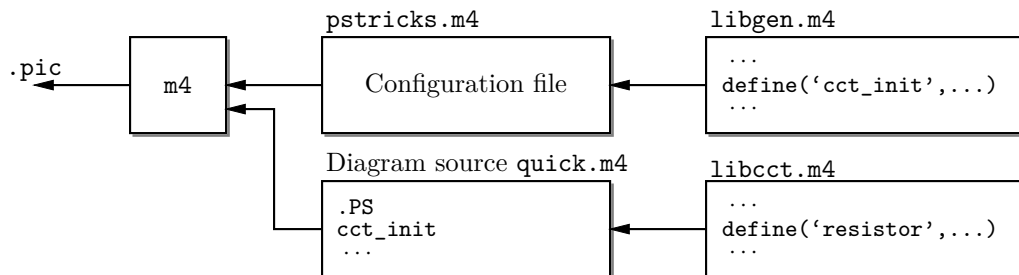 pstricks.m4
libgen.m4
.pic
m4
Configuration file
...
define(‘cct_init’,...)
...
Diagram source quick.m4
libcct.m4
.PS
cct_init
...
...
define(‘resistor’,...)
...